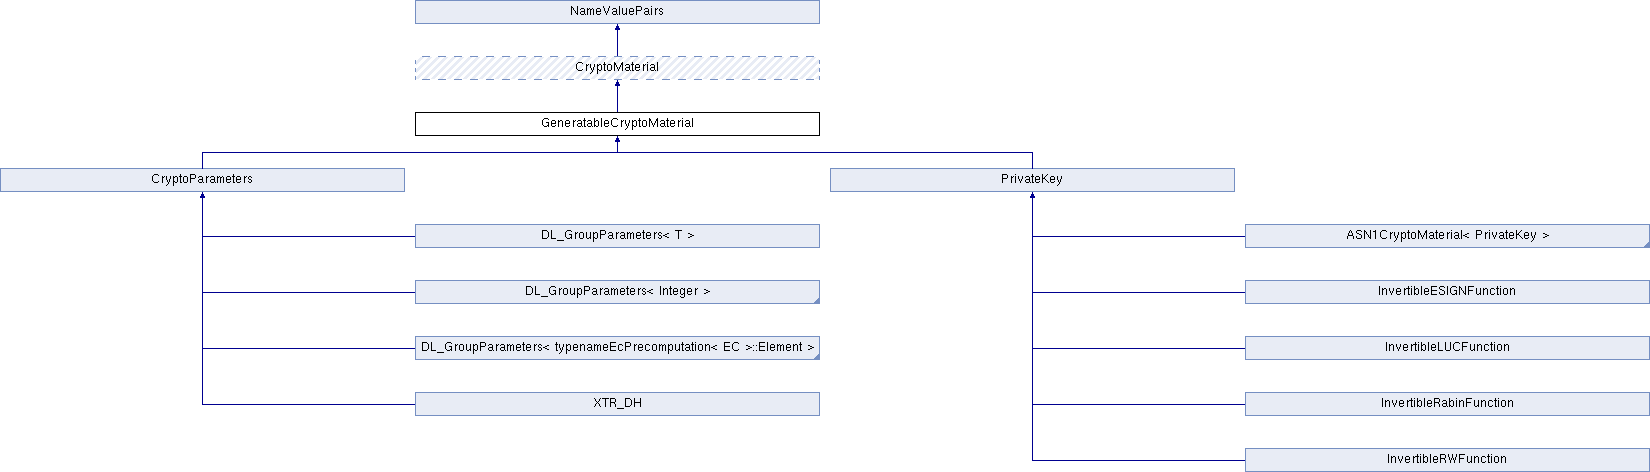 NameValuePairs
CryptoMaterial
GeneratableCryptoMaterial
CryptoParameters
PrivateKey
DL_GroupParameters< T >
ASN1CryptoMaterial< PrivateKey >
DL_GroupParameters< Integer >
InvertibleESIGNFunction
DL_GroupParameters< typenameEcPrecomputation< EC >::Element >
InvertibleLUCFunction
XTR_DH
InvertibleRabinFunction
InvertibleRWFunction